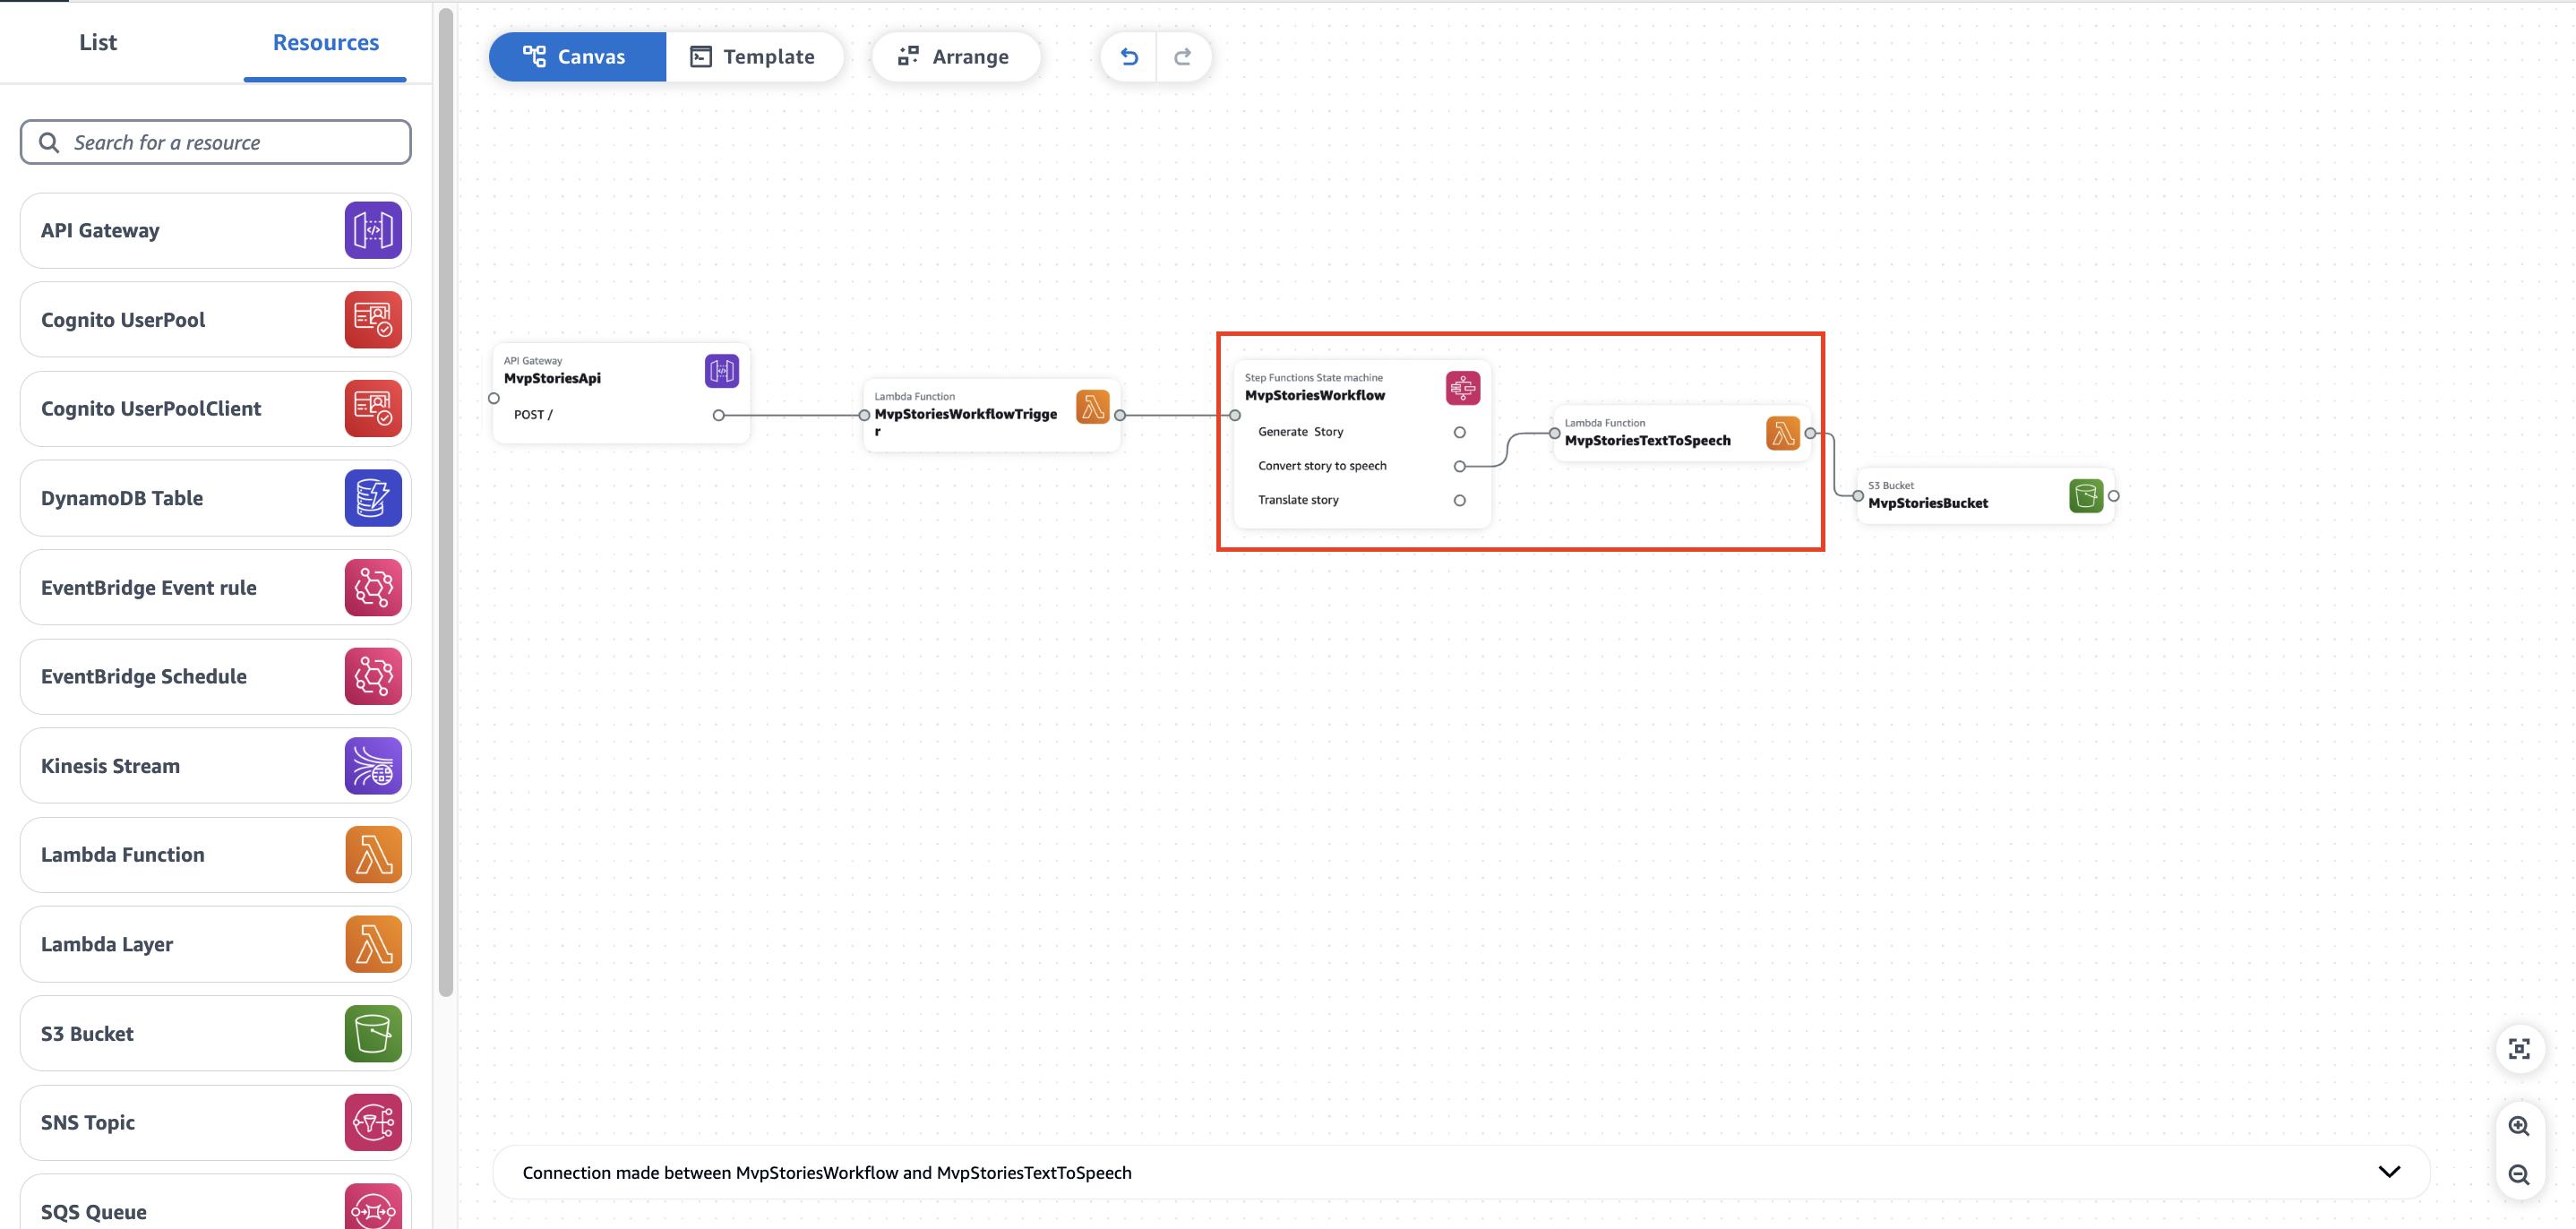 List
Resources
Search for a resource
API Gateway
Cognito UserPool
Cognito UserPoolClient
DynamoDB Table
EventBridge Event rule
EventBridge Schedule
Kinesis Stream
Lambda Function
Lambda Layer
S3 Bucket
SNS Topic
SQS Queue
Canvas
Template
Arrange
API Gateway
MvpStoriesApi
POST /
Lambda Function
MvpStoriesWorkflowTrigge
r
Step Functions State machine
MvpStoriesWorkflow
Generate Story
Convert story to speech
Translate story
Lambda Function
MvpStoriesTextToSpeech
S3 Bucket
MvpStoriesBucket
Connection made between MvpStoriesWorkflow and MvpStoriesTextToSpeech